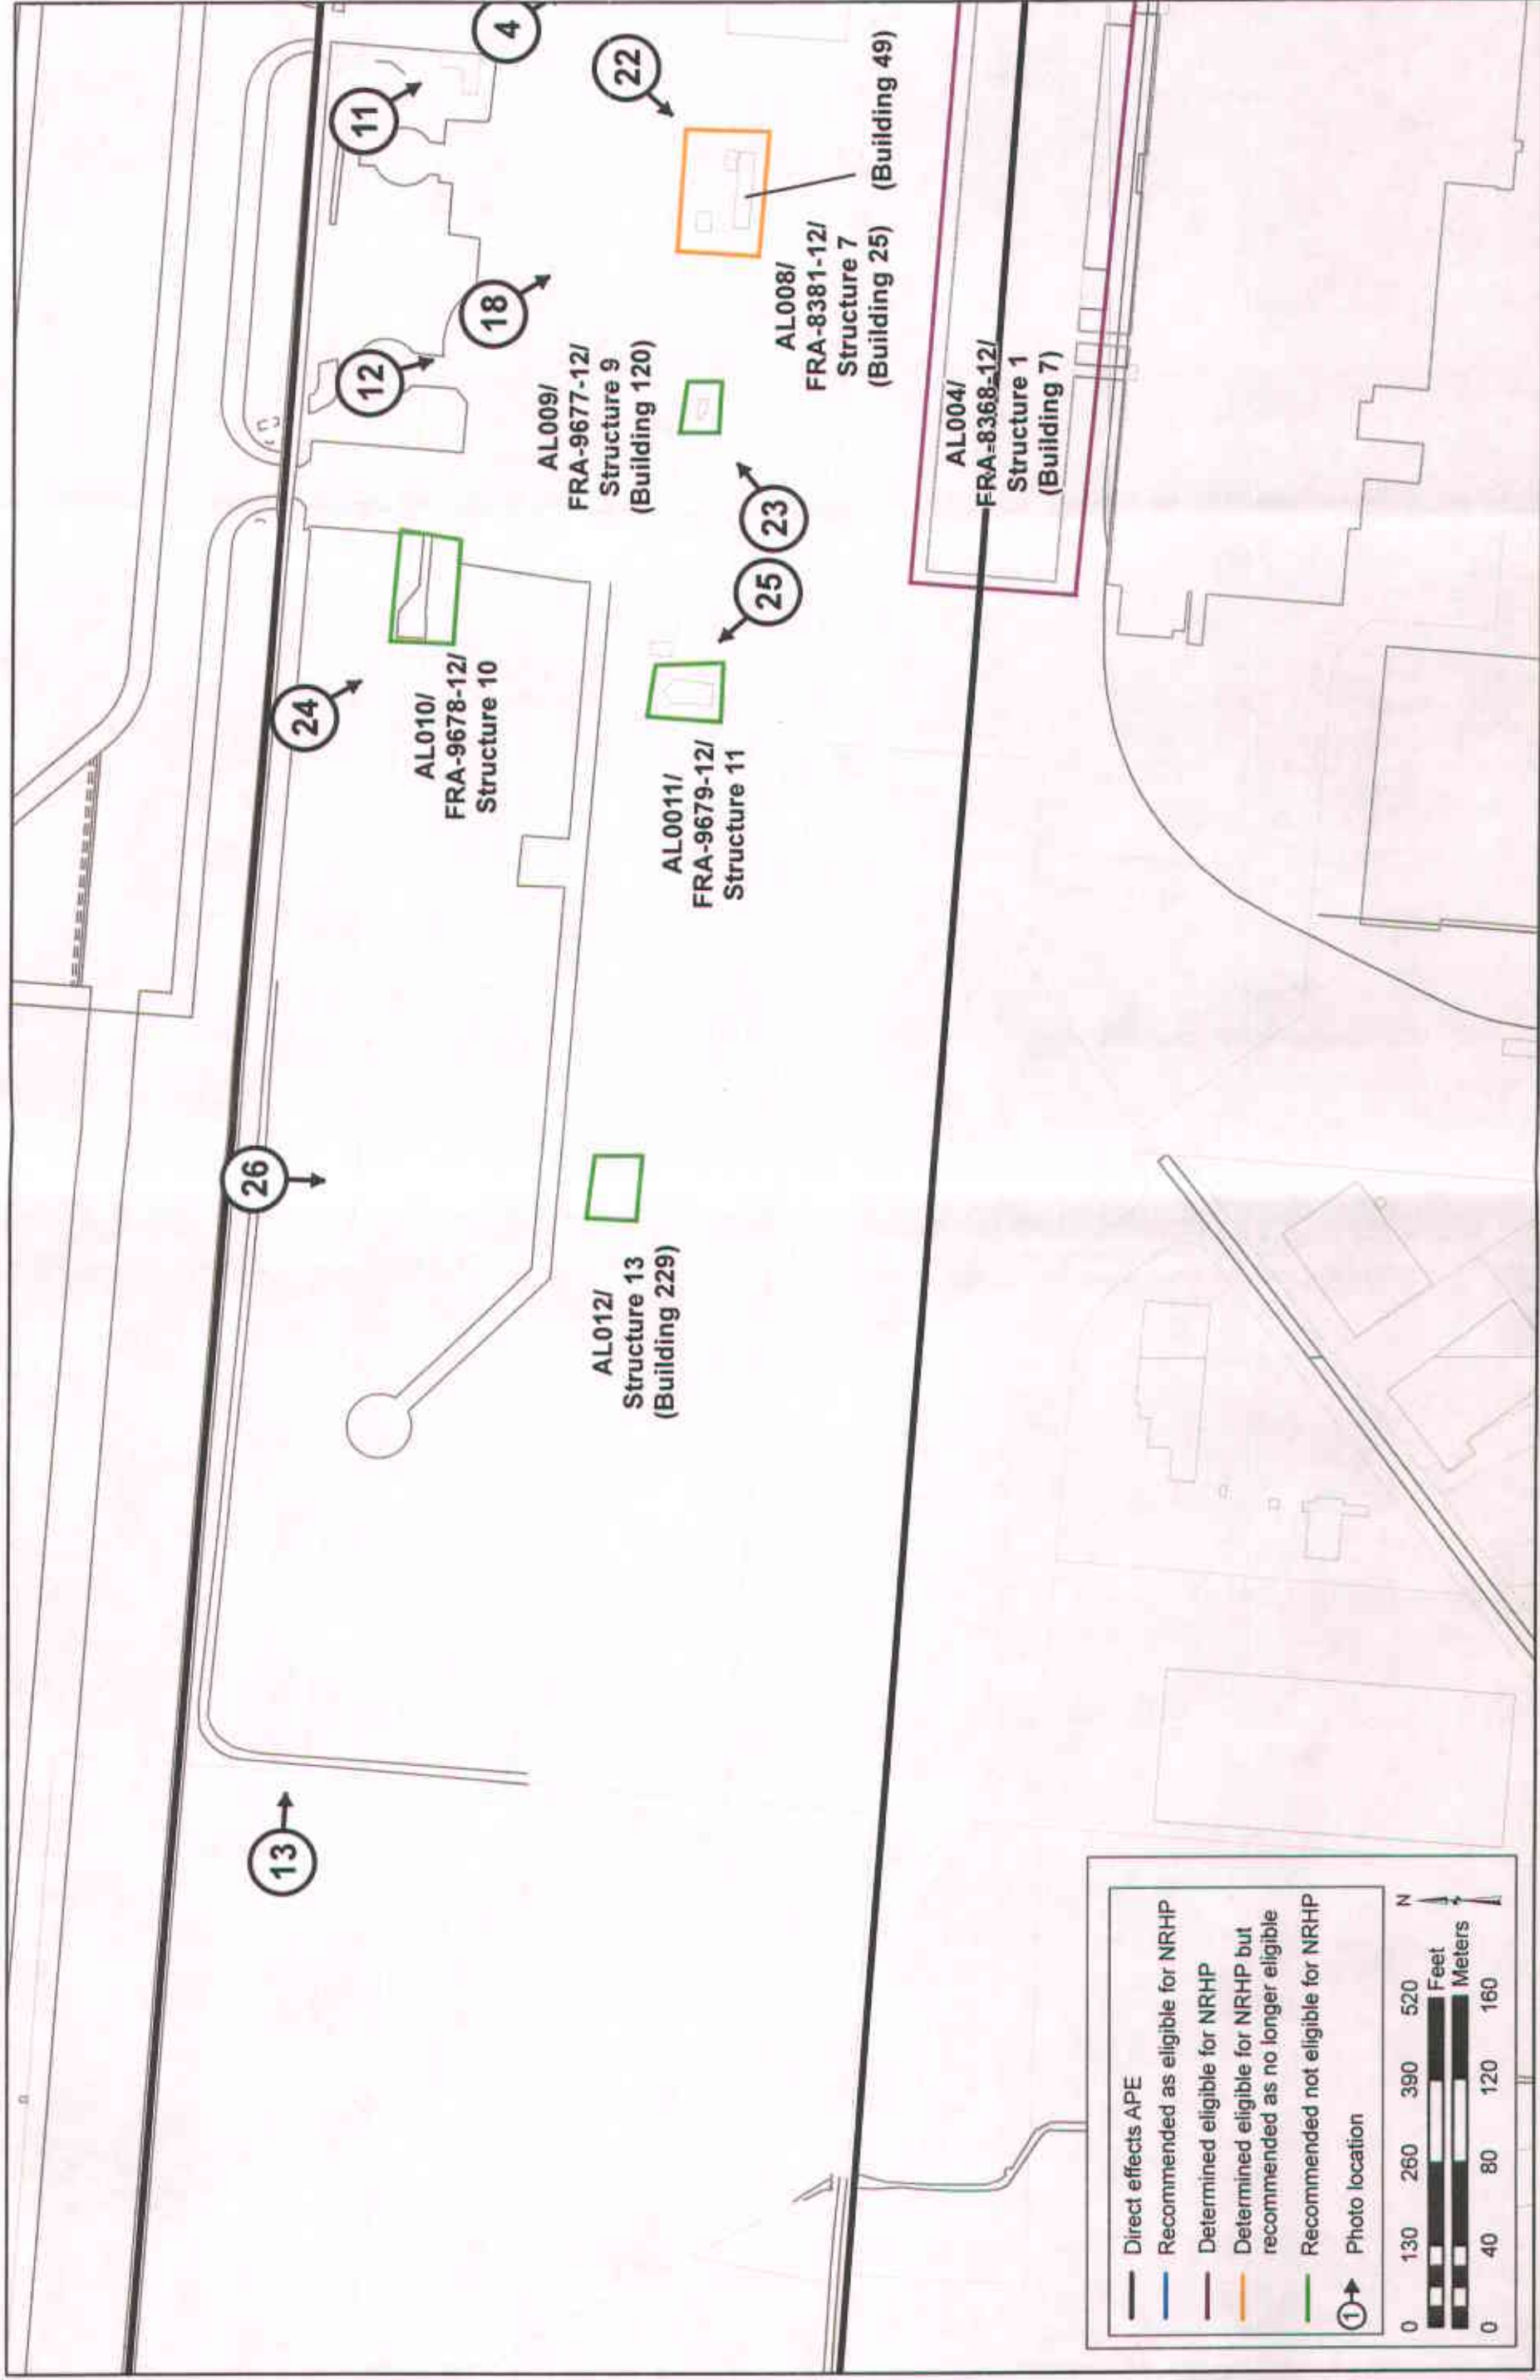 13
26
24
12
11
18
4
22
AL010/
FRA-9678-12/
Structure 10
AL009/
FRA-9677-12/
Structure 9
(Building 120)
AL012/
Structure 13
(Building 229)
AL0011/
FRA-9679-12/
Structure 11
25
23
AL008/
FRA-8381-12/
Structure 7
(Building 25)
(Building 49)
AL004/
FRA-8368-12/
Structure 1
(Building 7)
Direct effects APE
Recommended as eligible for NRHP
Determined eligible for NRHP
Determined eligible for NRHP but
recommended as no longer eligible
Recommended not eligible for NRHP
1 Photo location
0 130 260 390 520
Feet
N
Meters
0 40 80 120 160